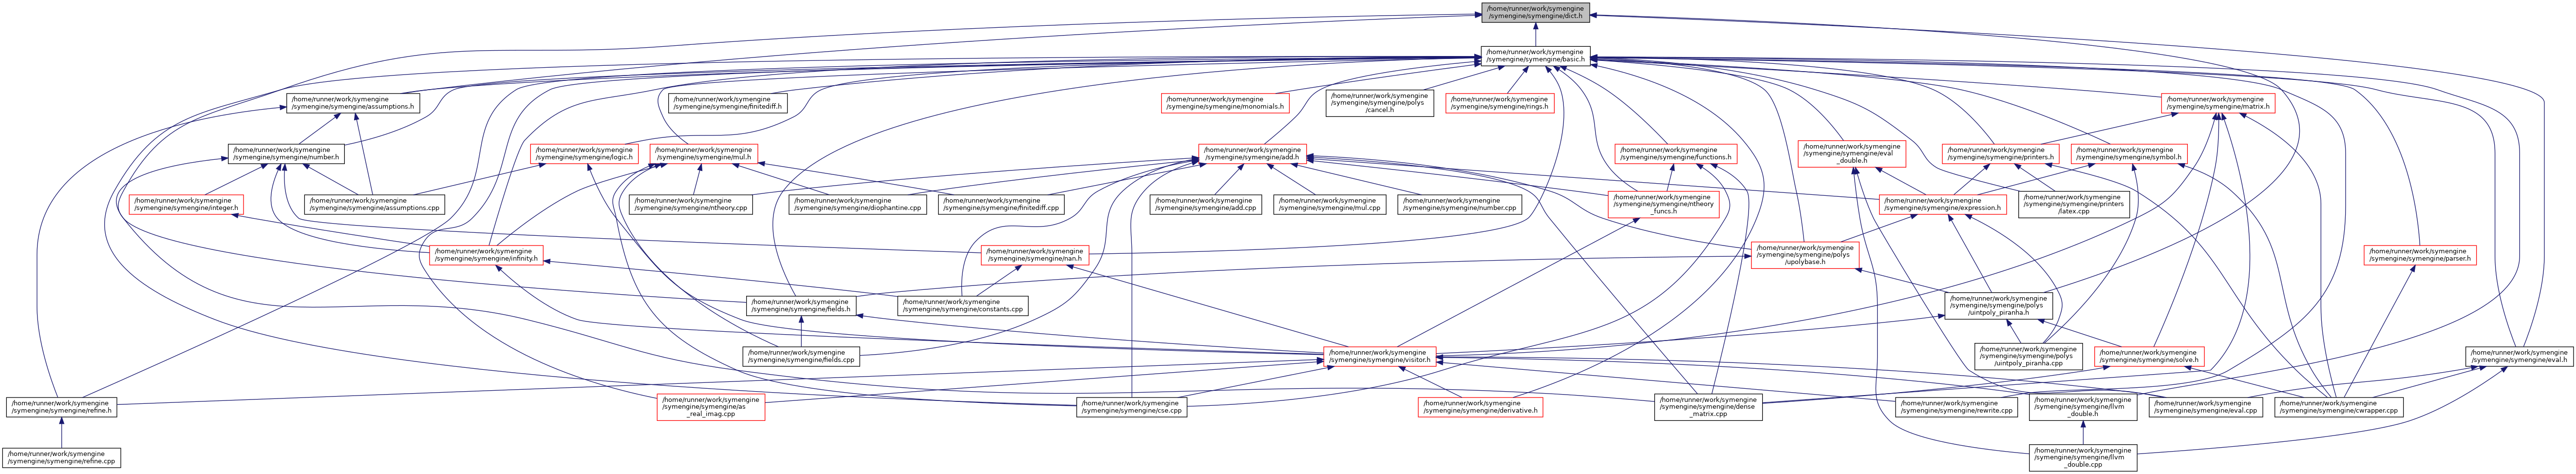 /home/runner/work/symengine
/symengine/symengine/dict.h
/home/runner/work/symengine
/symengine/symengine/basic.h
/home/runner/work/symengine
/symengine/symengine/assumptions.h
/home/runner/work/symengine
/symengine/symengine/finitediff.h
/home/runner/work/symengine
/symengine/symengine/monomials.h
/home/runner/work/symengine
/symengine/symengine/polys
/cancel.h
/home/runner/work/symengine
/symengine/symengine/rings.h
/home/runner/work/symengine
/symengine/symengine/matrix.h
/home/runner/work/symengine
/symengine/symengine/number.h
/home/runner/work/symengine
/symengine/symengine/logic.h
/home/runner/work/symengine
/symengine/symengine/mul.h
/home/runner/work/symengine
/symengine/symengine/add.h
/home/runner/work/symengine
/symengine/symengine/functions.h
/home/runner/work/symengine
/symengine/symengine/eval
_double.h
/home/runner/work/symengine
/symengine/symengine/printers.h
/home/runner/work/symengine
/symengine/symengine/symbol.h
/home/runner/work/symengine
/symengine/symengine/integer.h
/home/runner/work/symengine
/symengine/symengine/assumptions.cpp
/home/runner/work/symengine
/symengine/symengine/ntheory.cpp
/home/runner/work/symengine
/symengine/symengine/diophantine.cpp
/home/runner/work/symengine
/symengine/symengine/finitediff.cpp
/home/runner/work/symengine
/symengine/symengine/add.cpp
/home/runner/work/symengine
/symengine/symengine/mul.cpp
/home/runner/work/symengine
/symengine/symengine/number.cpp
/home/runner/work/symengine
/symengine/symengine/ntheory
_funcs.h
/home/runner/work/symengine
/symengine/symengine/expression.h
/home/runner/work/symengine
/symengine/symengine/printers
/latex.cpp
/home/runner/work/symengine
/symengine/symengine/infinity.h
/home/runner/work/symengine
/symengine/symengine/nan.h
/home/runner/work/symengine
/symengine/symengine/polys
/upolybase.h
/home/runner/work/symengine
/symengine/symengine/parser.h
/home/runner/work/symengine
/symengine/symengine/fields.h
/home/runner/work/symengine
/symengine/symengine/constants.cpp
/home/runner/work/symengine
/symengine/symengine/polys
/uintpoly_piranha.h
/home/runner/work/symengine
/symengine/symengine/fields.cpp
/home/runner/work/symengine
/symengine/symengine/visitor.h
/home/runner/work/symengine
/symengine/symengine/polys
/uintpoly_piranha.cpp
/home/runner/work/symengine
/symengine/symengine/solve.h
/home/runner/work/symengine
/symengine/symengine/eval.h
/home/runner/work/symengine
/symengine/symengine/refine.h
/home/runner/work/symengine
/symengine/symengine/as
_real_imag.cpp
/home/runner/work/symengine
/symengine/symengine/cse.cpp
/home/runner/work/symengine
/symengine/symengine/derivative.h
/home/runner/work/symengine
/symengine/symengine/dense
_matrix.cpp
/home/runner/work/symengine
/symengine/symengine/rewrite.cpp
/home/runner/work/symengine
/symengine/symengine/llvm
_double.h
/home/runner/work/symengine
/symengine/symengine/eval.cpp
/home/runner/work/symengine
/symengine/symengine/cwrapper.cpp
/home/runner/work/symengine
/symengine/symengine/refine.cpp
/home/runner/work/symengine
/symengine/symengine/llvm
_double.cpp